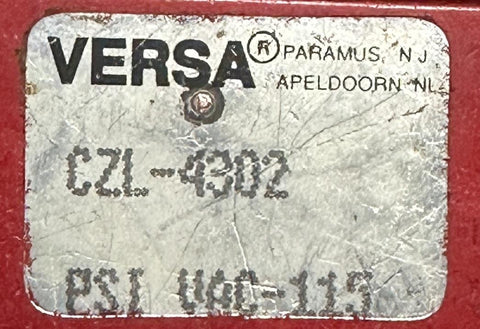 VERSA® PARAMUS, N J
APELDOORN NL
CZL-4302
PSI VAC-115